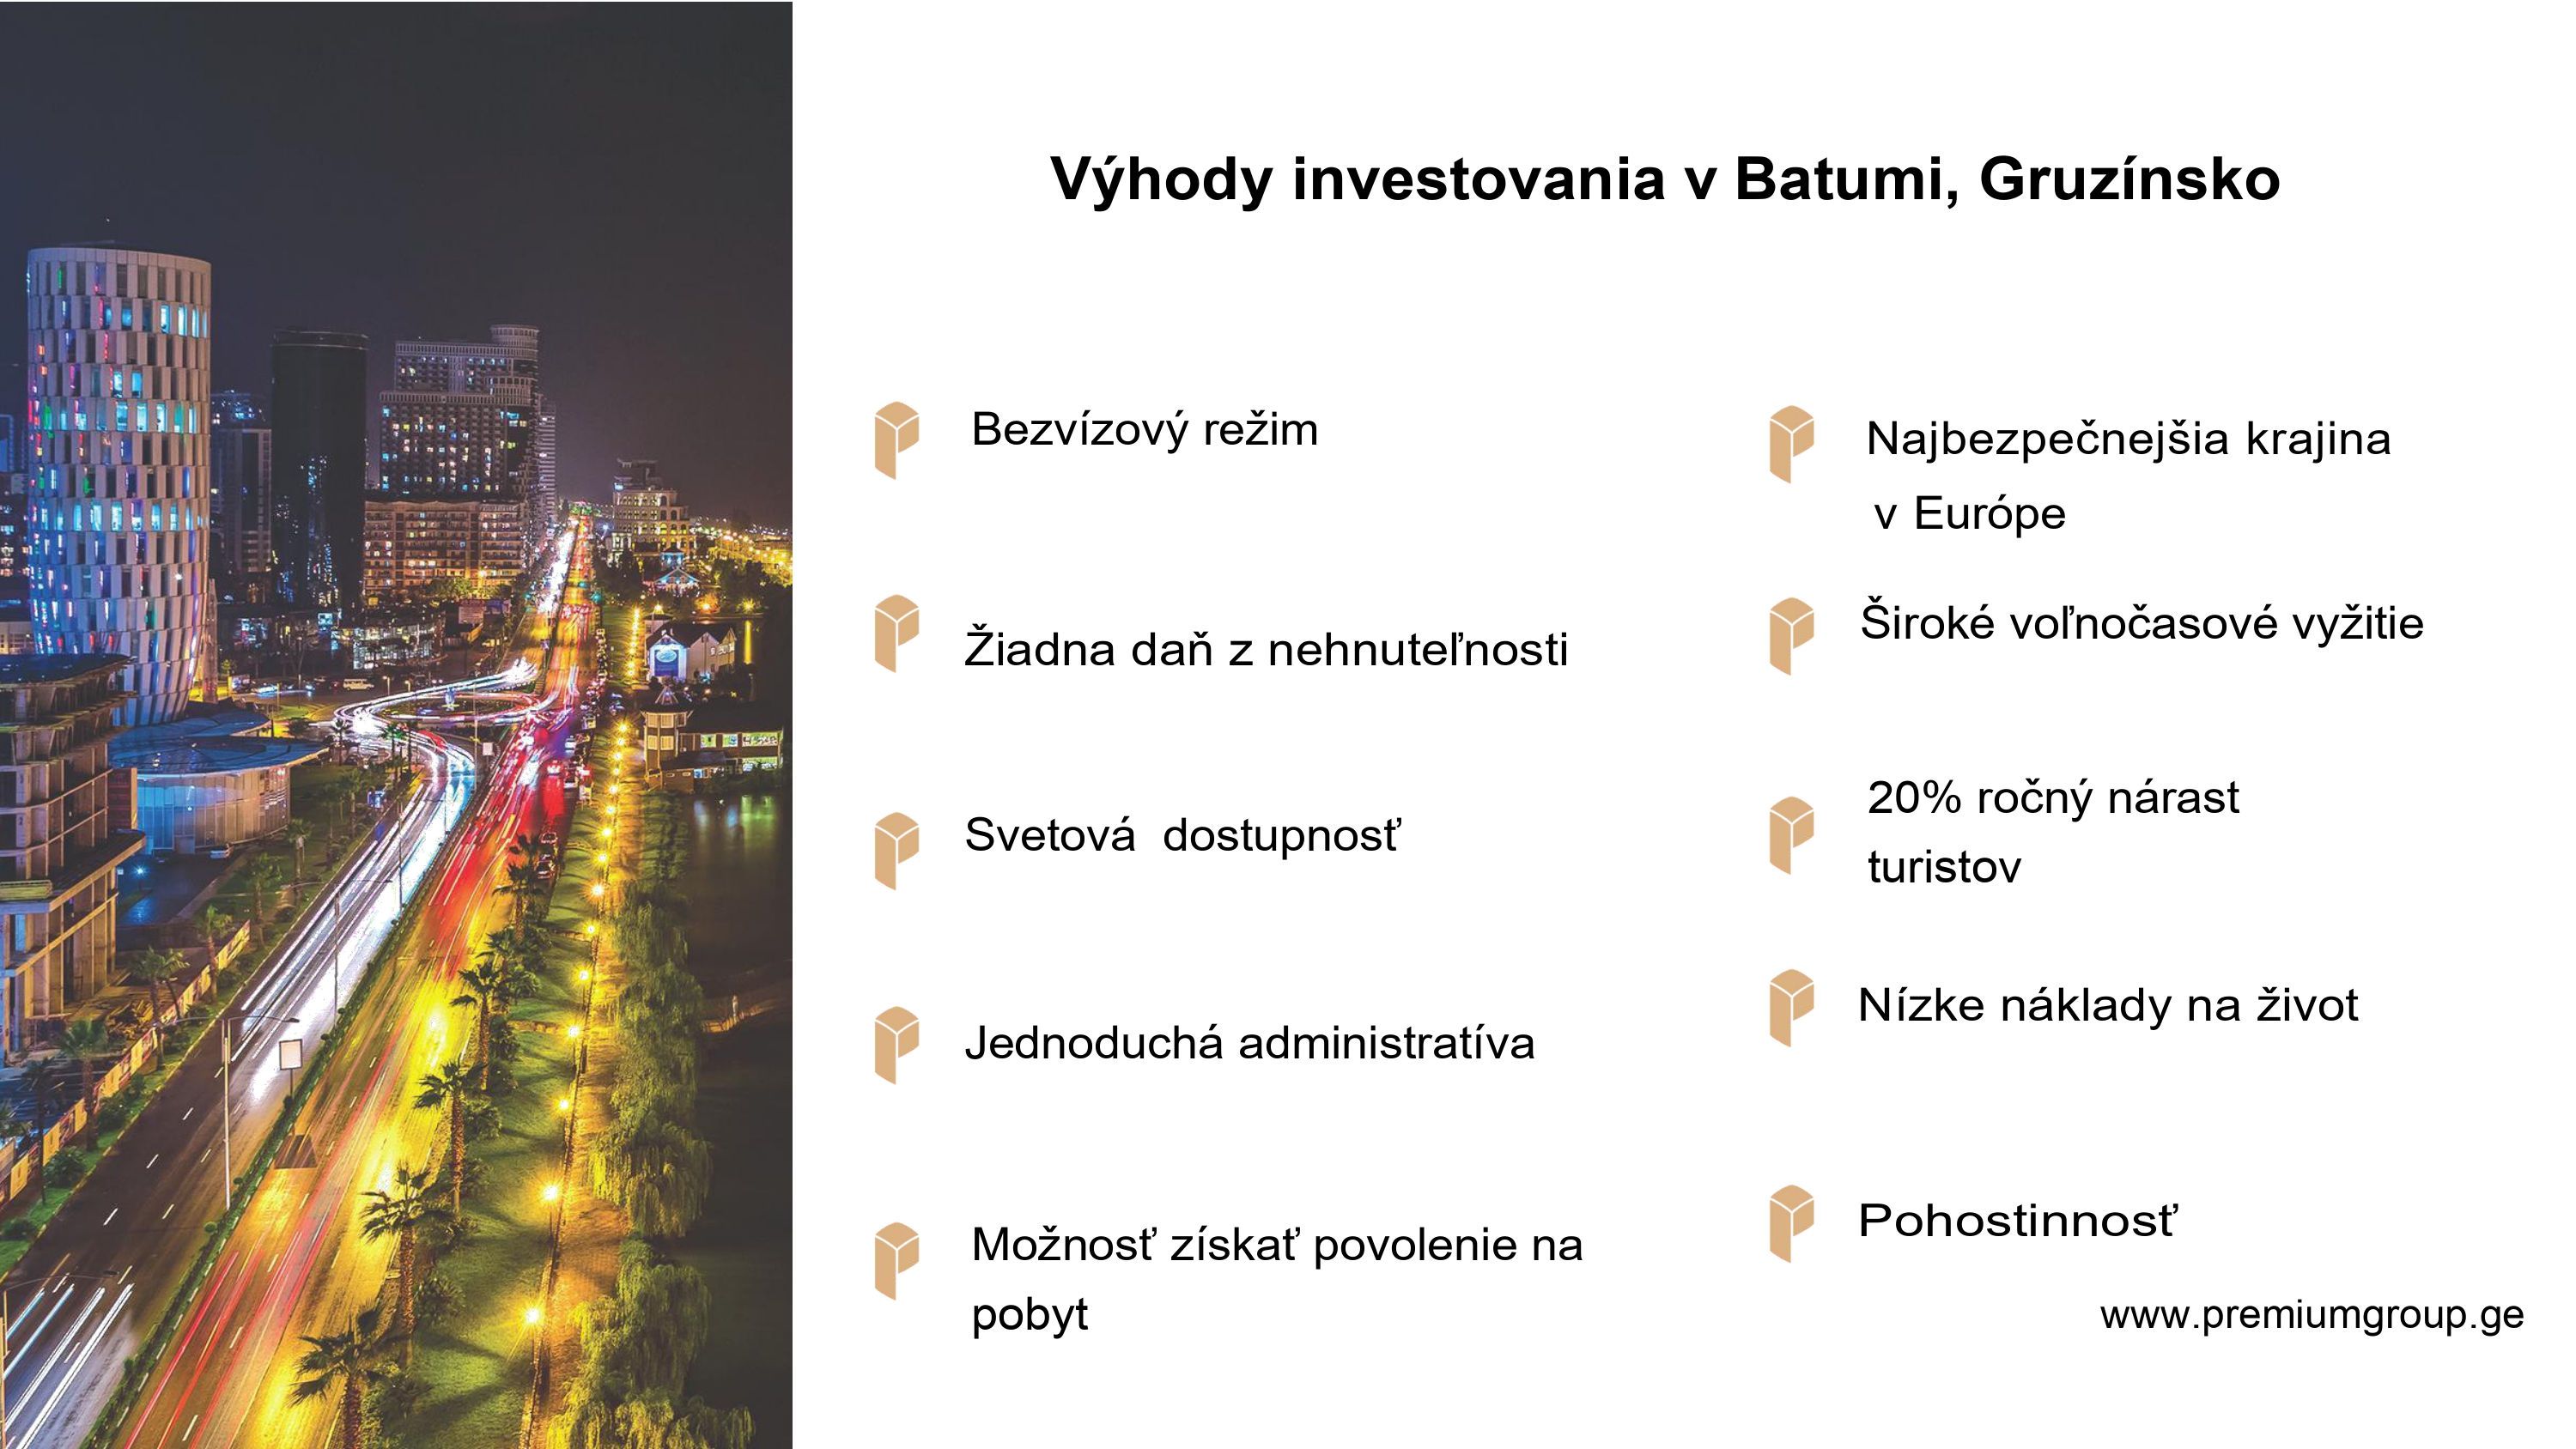 Výhody investovania v Batumi, Gruzínsko
Bezvízový režim
Žiadna daň z nehnuteľnosti
Svetová  dostupnosť
Jednoduchá administratíva
Možnosť získať povolenie na
pobyt
Najbezpečnejšia krajina
v Európe
Široké voľnočasové vyžitie
20% ročný nárast
turistov
Nízke náklady na život
Pohostinnosť
www.premiumgroup.ge